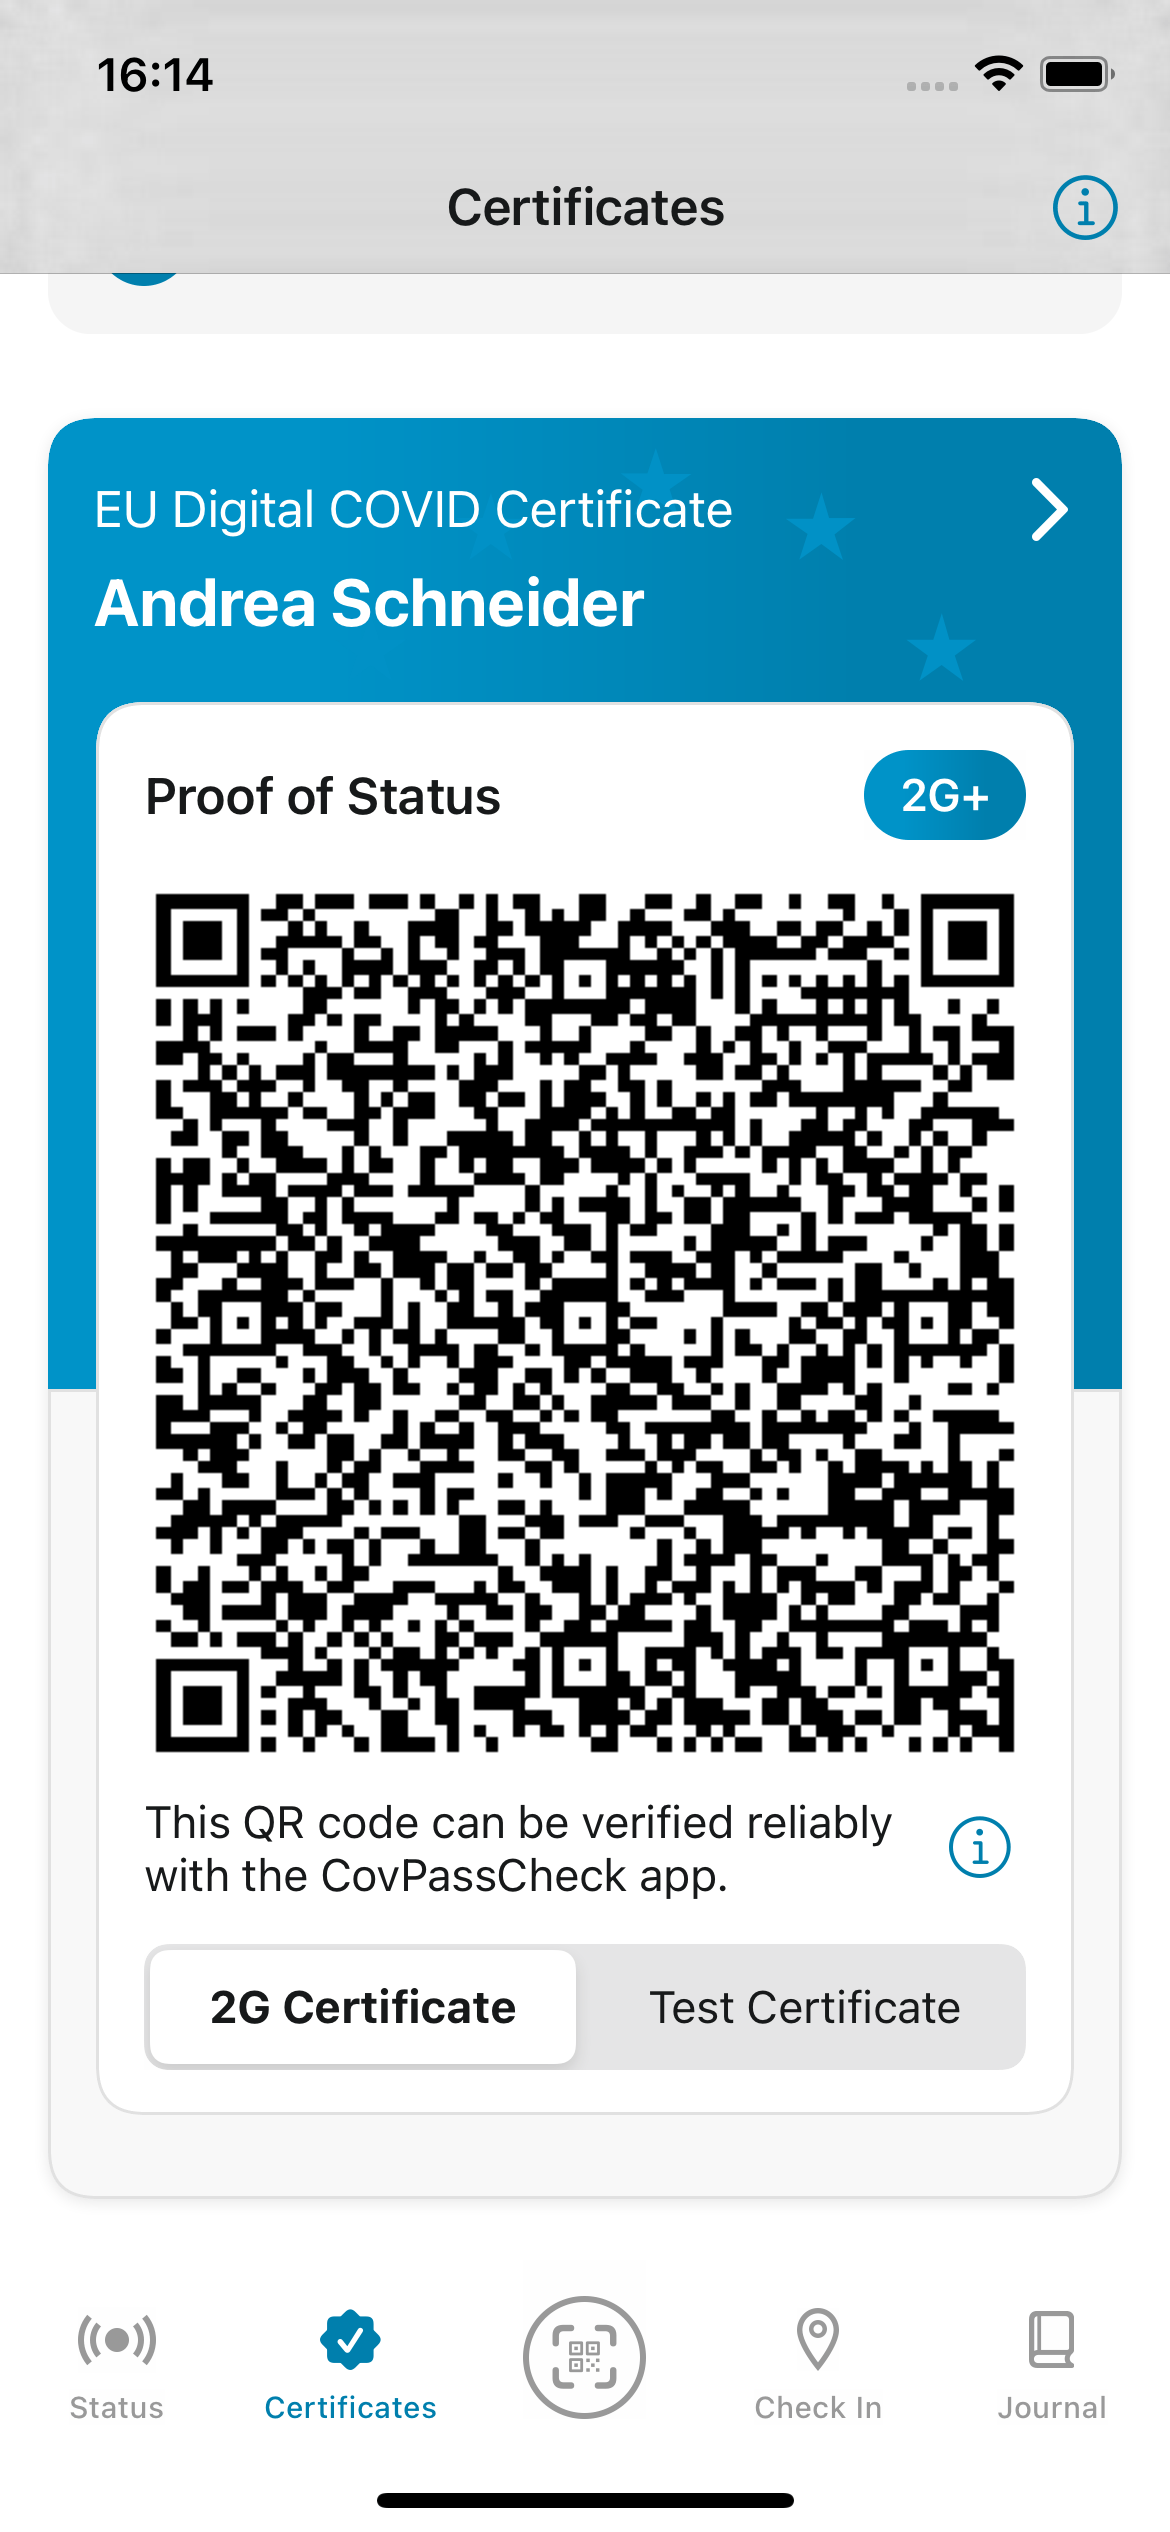 16:14
Certificates
EU Digital COVID Certificate
Andrea Schneider
Proof of Status
2G+
This QR code can be verified reliably
with the CovPassCheck app.
2G Certificate
Test Certificate
Status
Certificates
Check In
Journal